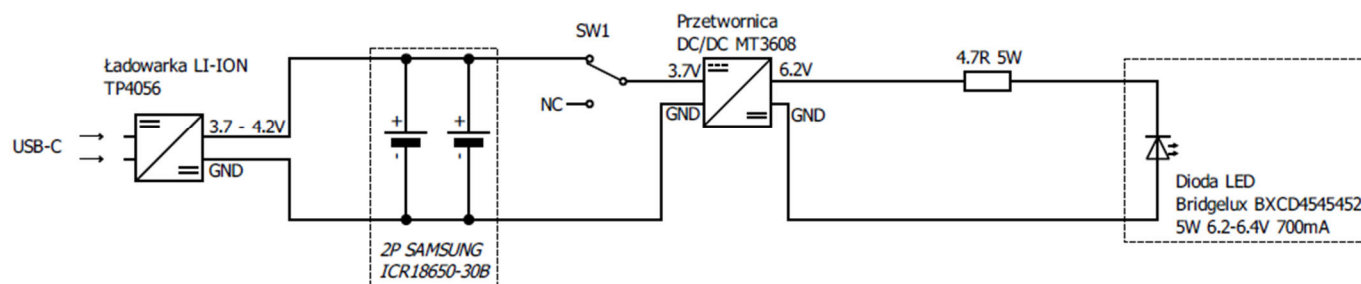 Ładowarka LI-ION
TP4056
USB-C
3.7 - 4.2V
GND
+
-
+
-
2P SAMSUNG
ICR18650-30B
SW1
NC
Przetwornica
DC/DC MT3608
3.7V
GND
6.2V
GND
4.7R 5W
Dioda LED
Bridgelux BXCD4545452
5W 6.2-6.4V 700mA